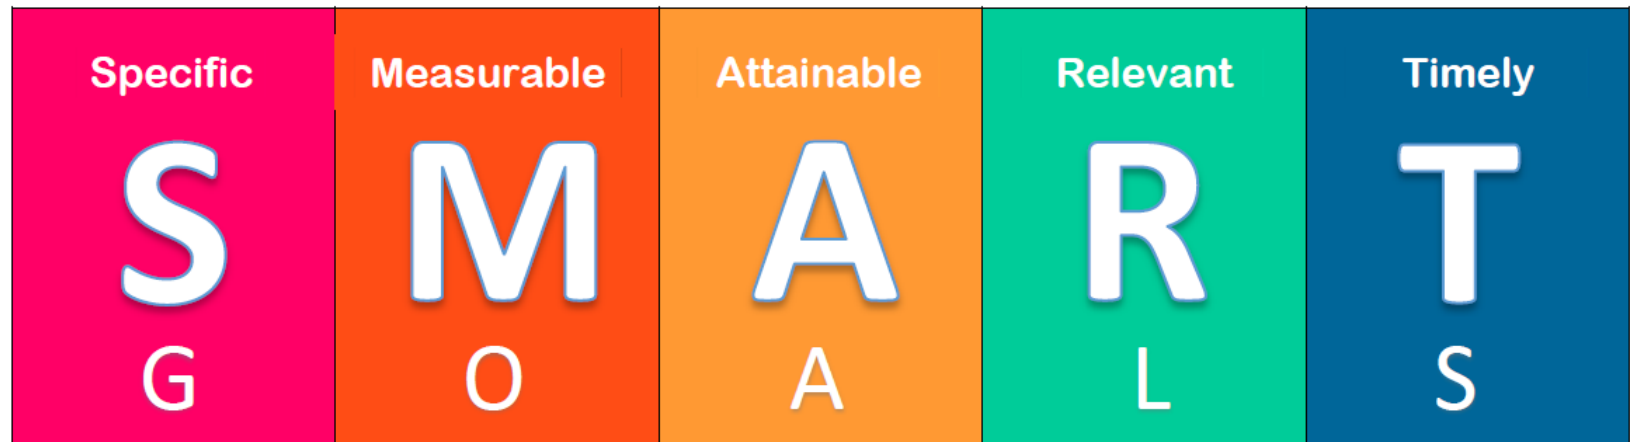 Specific Measurable Attainable Relevant Timely
S M A R T
G O A L S